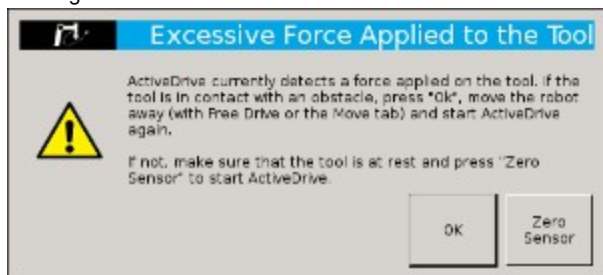 Excessive Force Applied to the Tool
ActiveDrive currently detects a force applied on the tool. If the
tool is in contact with an obstacle, press "Ok", move the robot
away (with Free Drive or the Move tab) and start ActiveDrive
again.
If not, make sure that the tool is at rest and press "Zero
Sensor" to start ActiveDrive.
OK
Zero
Sensor